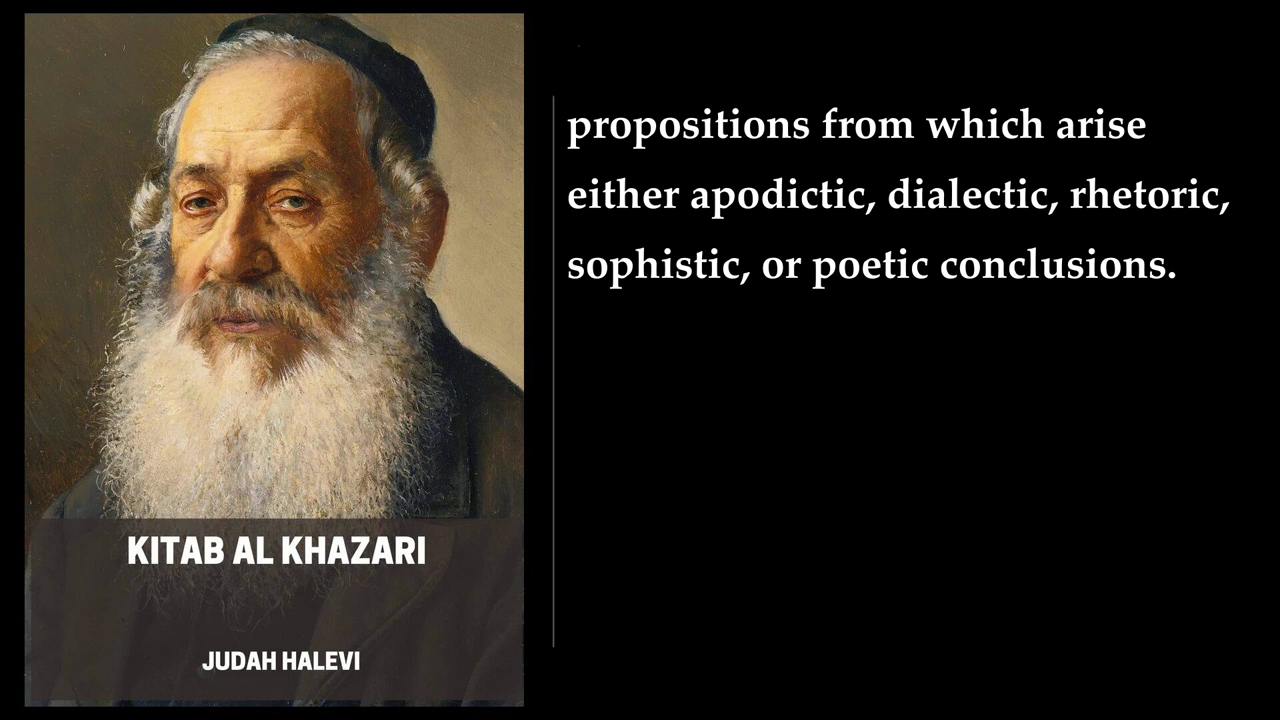 KITAB AL KHAZARI
JUDAH HALEVI
propositions from which arise
either apodictic, dialectic, rhetoric,
sophistic, or poetic conclusions.